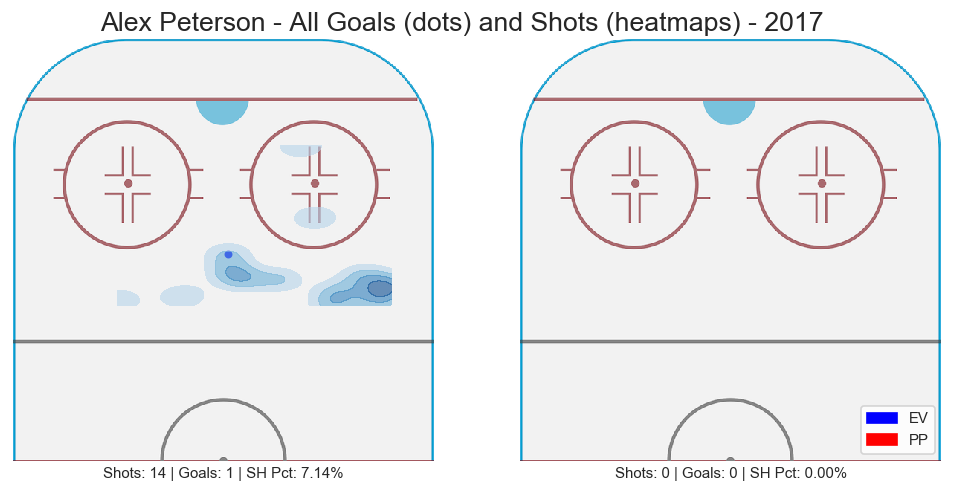 Alex Peterson - All Goals (dots) and Shots (heatmaps) - 2017
EV
PP
Shots: 14 | Goals: 1 | SH Pct: 7.14%
Shots: 0 | Goals: 0 | SH Pct: 0.00%